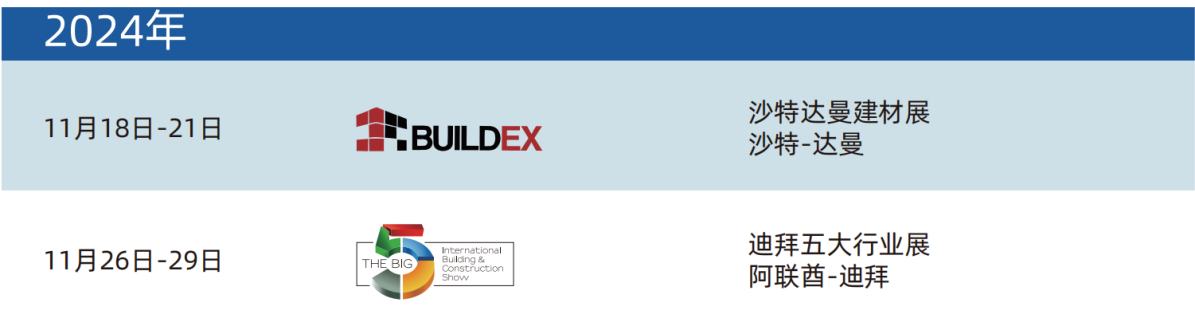 2024年
11月18日-21日
BUILDEX
沙特达曼建材展
沙特-达曼
11月26日-29日
THE BIG 5
International
Building &
Construction
Show
迪拜五大行业展
阿联酋-迪拜